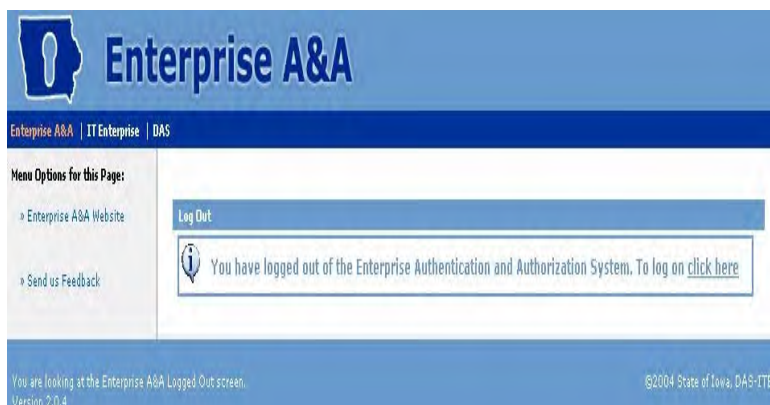 Enterprise A&A
Enterprise A&A | IT Enterprise | DAS
Menu Options for this Page:
» Enterprise A&A Website
» Send us Feedback
Log Out
You have logged out of the Enterprise Authentication and Authorization System. To log on click here
You are looking at the Enterprise A&A Logged Out screen.
Version 2.0.4
©2004 State of Iowa, DAS-ITE